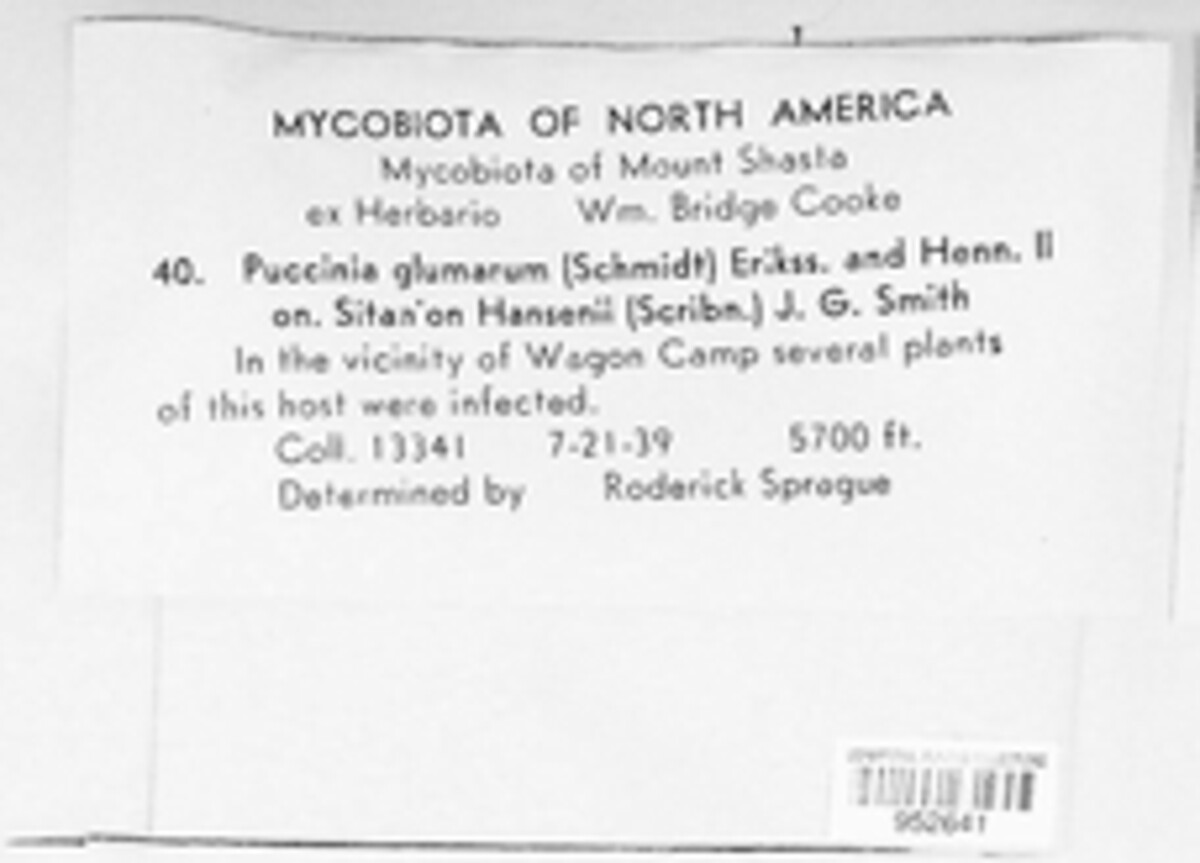 MYCOBIOTA OF NORTH AMERICA
Mycobiota of Mount Shasta
ex Herbario Wm. Bridge Cooke
40. Puccinia glumarum (Schmidt) Erikss. and Henn. II
on. Sitanion Hansenii (Scribn.) J. G. Smith
In the vicinity of Wagon Camp several plants
of this host were infected.
Coll. 13341 7-21-39 5700 ft.
Determined by Roderick Sprague
952641